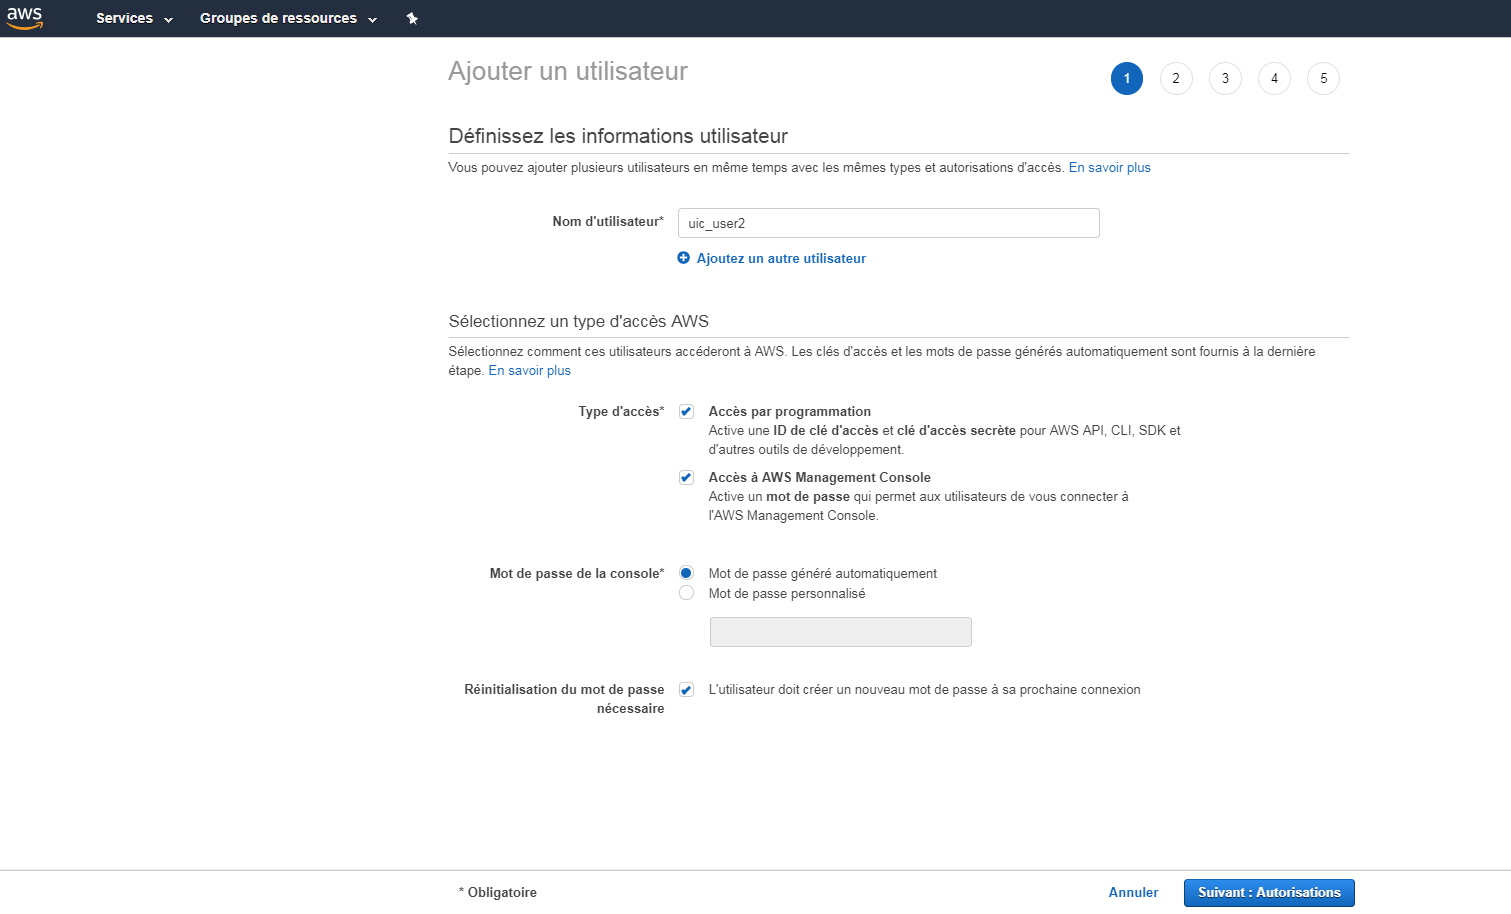 aws Services Groupes de ressources
Ajouter un utilisateur
1 2 3 4 5
Définissez les informations utilisateur
Vous pouvez ajouter plusieurs utilisateurs en même temps avec les mêmes types et autorisations d'accès. En savoir plus
Nom d'utilisateur* uic_user2
Ajoutez un autre utilisateur
Sélectionnez un type d'accès AWS
Sélectionnez comment ces utilisateurs accéderont à AWS. Les clés d'accès et les mots de passe générés automatiquement sont fournis à la dernière
étape. En savoir plus
Type d'accès* Accès par programmation
Active une ID de clé d'accès et clé d'accès secrète pour AWS API, CLI, SDK et
d'autres outils de développement.
Accès à AWS Management Console
Active un mot de passe qui permet aux utilisateurs de vous connecter à
l'AWS Management Console.
Mot de passe de la console* Mot de passe généré automatiquement
Mot de passe personnalisé
Réinitialisation du mot de passe L'utilisateur doit créer un nouveau mot de passe à sa prochaine connexion
nécessaire
* Obligatoire Annuler Suivant : Autorisations